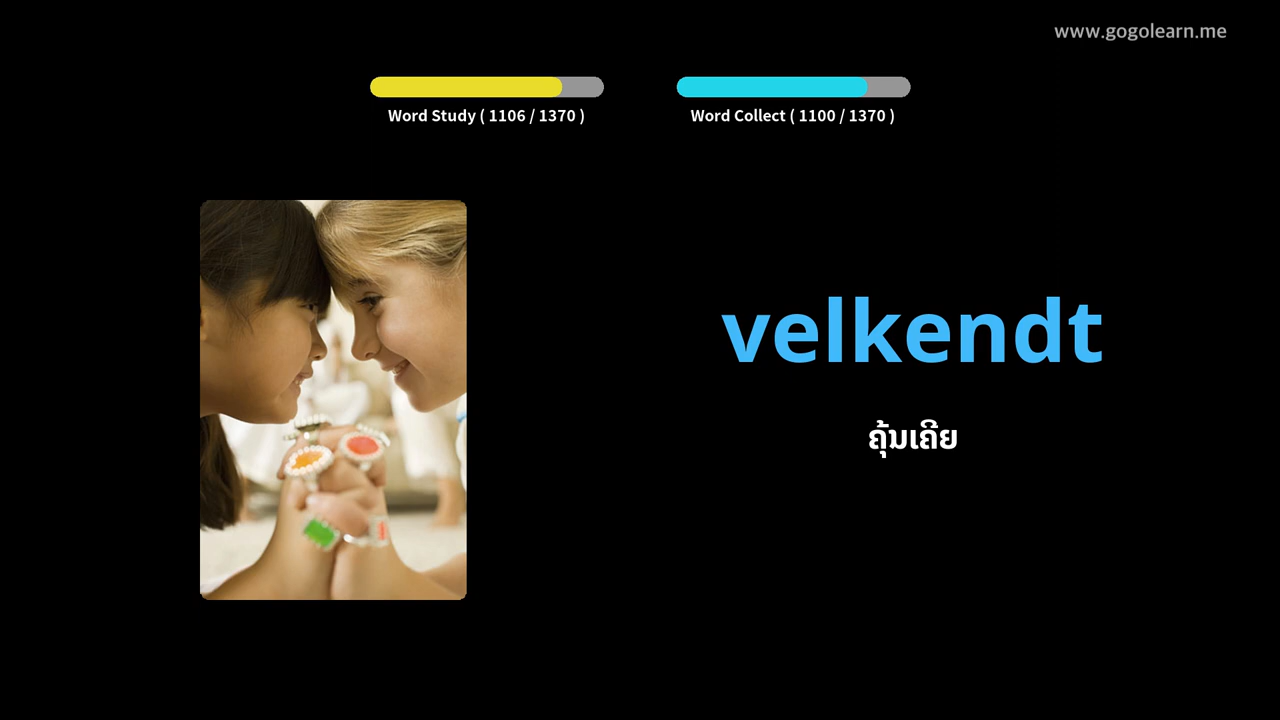 www.gogolearn.me
Word Study ( 1106 / 1370 )
Word Collect ( 1100 / 1370 )
velkendt
ຄຸ້ນເຄີຍ